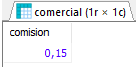 comercial (1r × 1c)
comision
0,15